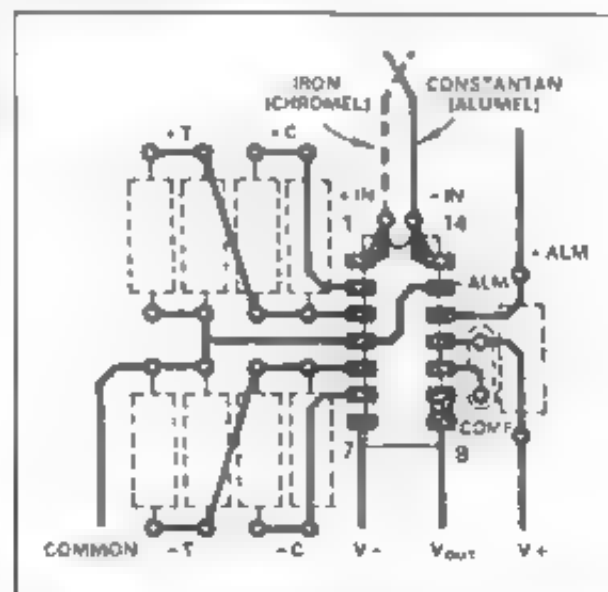 IRON
(CHROMEL)
CONSTANTAN
(ALUMEL)
+T
+C
+IN
-IN
1
14
+ALM
-ALM
COMP
7
8
COMMON
-T
-C
V-
VOUT
V+